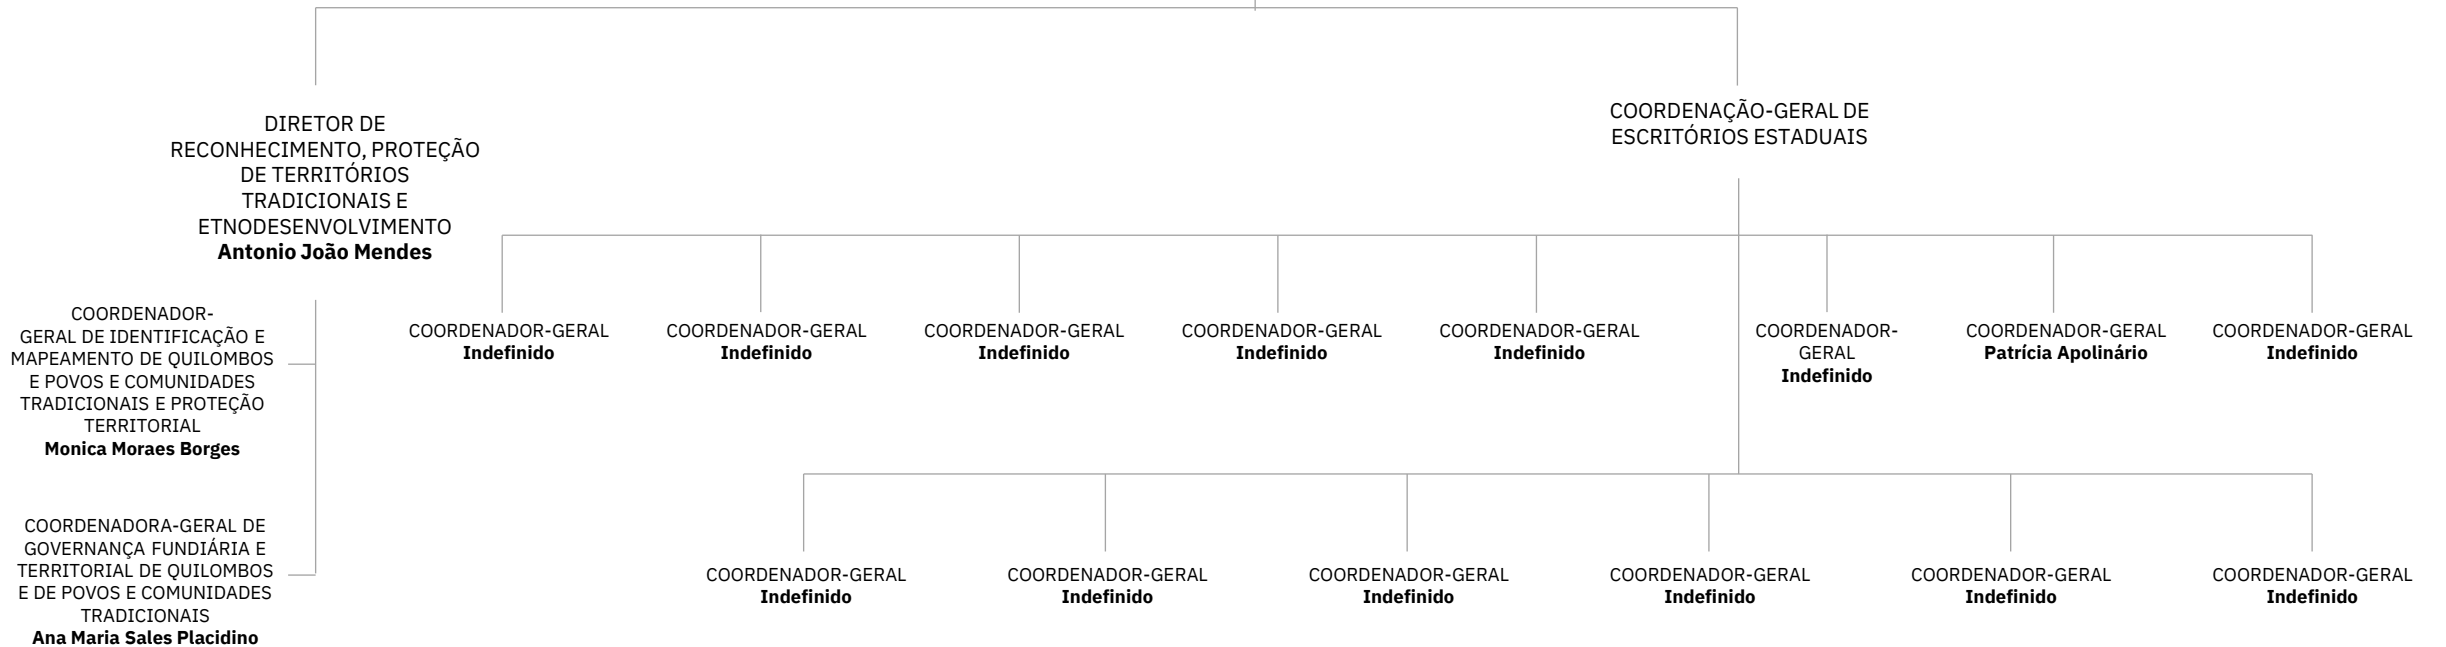 DIRETOR DE
RECONHECIMENTO, PROTEÇÃO
DE TERRITÓRIOS
TRADICIONAIS E
ETNODESENVOLVIMENTO
Antonio João Mendes
COORDENAÇÃO-GERAL DE
ESCRITÓRIOS ESTADUAIS
COORDENADOR-
GERAL DE IDENTIFICAÇÃO E
MAPEAMENTO DE QUILOMBOS
E POVOS E COMUNIDADES
TRADICIONAIS E PROTEÇÃO
TERRITORIAL
Monica Moraes Borges
COORDENADORA-GERAL DE
GOVERNANÇA FUNDIÁRIA E
TERRITORIAL DE QUILOMBOS
E DE POVOS E COMUNIDADES
TRADICIONAIS
Ana Maria Sales Placidino
COORDENADOR-GERAL
Indefinido
COORDENADOR-GERAL
Indefinido
COORDENADOR-GERAL
Indefinido
COORDENADOR-GERAL
Indefinido
COORDENADOR-GERAL
Indefinido
COORDENADOR-
GERAL
Indefinido
COORDENADOR-GERAL
Patrícia Apolinário
COORDENADOR-GERAL
Indefinido
COORDENADOR-GERAL
Indefinido
COORDENADOR-GERAL
Indefinido
COORDENADOR-GERAL
Indefinido
COORDENADOR-GERAL
Indefinido
COORDENADOR-GERAL
Indefinido
COORDENADOR-GERAL
Indefinido